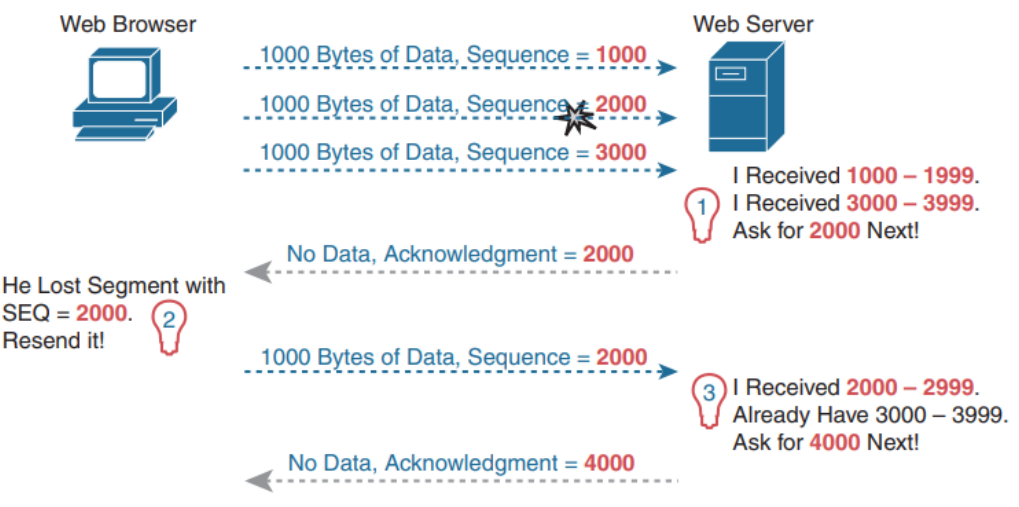 Web Browser
Web Server
1000 Bytes of Data, Sequence = 1000
1000 Bytes of Data, Sequence = 2000
1000 Bytes of Data, Sequence = 3000
1
I Received 1000 – 1999.
I Received 3000 – 3999.
Ask for 2000 Next!
No Data, Acknowledgment = 2000
He Lost Segment with
SEQ = 2000.
Resend it!
2
1000 Bytes of Data, Sequence = 2000
3
I Received 2000 – 2999.
Already Have 3000 – 3999.
Ask for 4000 Next!
No Data, Acknowledgment = 4000